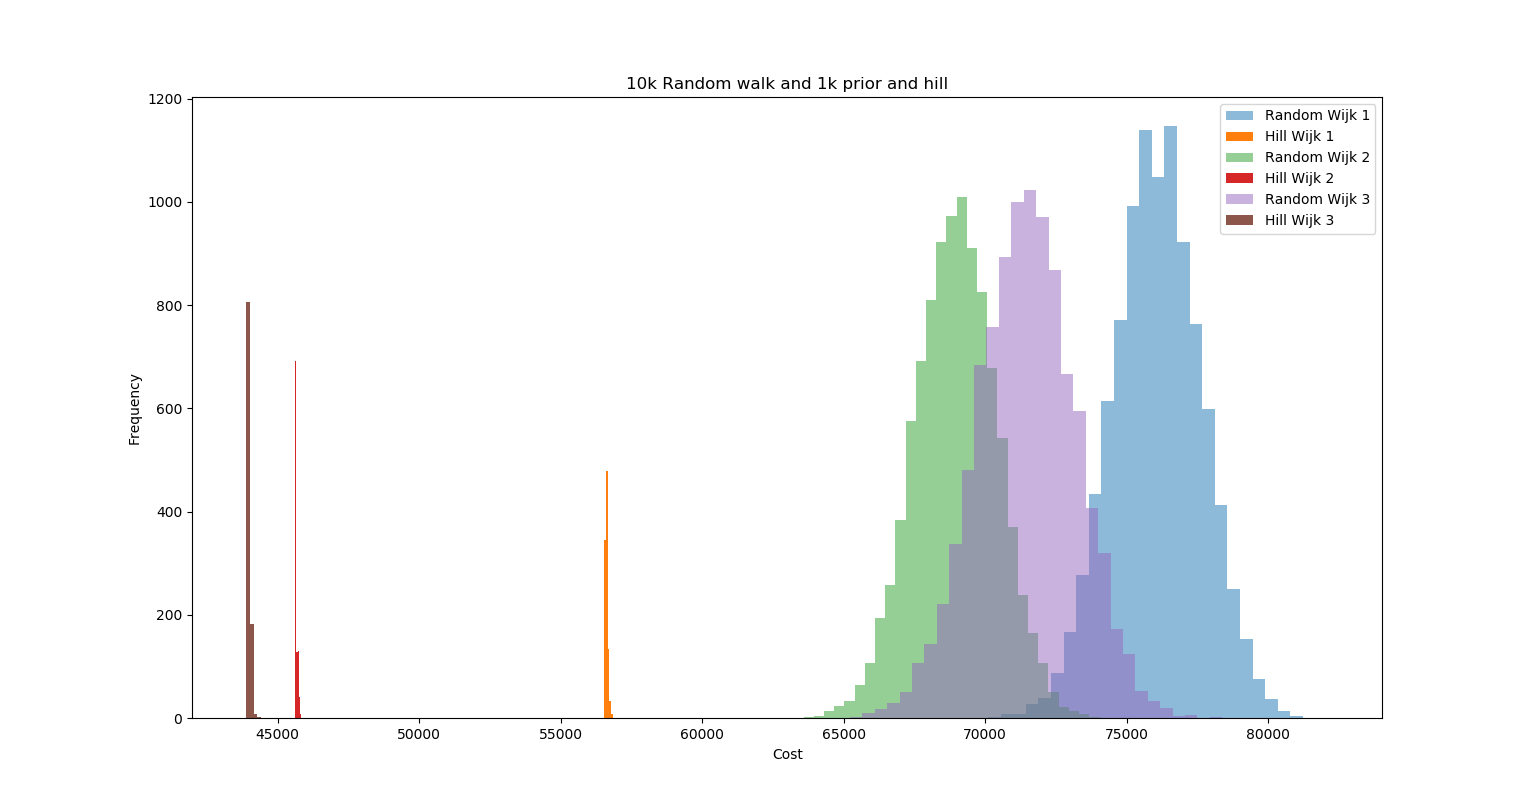 10k Random walk and 1k prior and hill
1200
1000
800
600
400
200
0
Frequency
Random Wijk 1
Hill Wijk 1
Random Wijk 2
Hill Wijk 2
Random Wijk 3
Hill Wijk 3
45000 50000 55000 60000 65000 70000 75000 80000
Cost